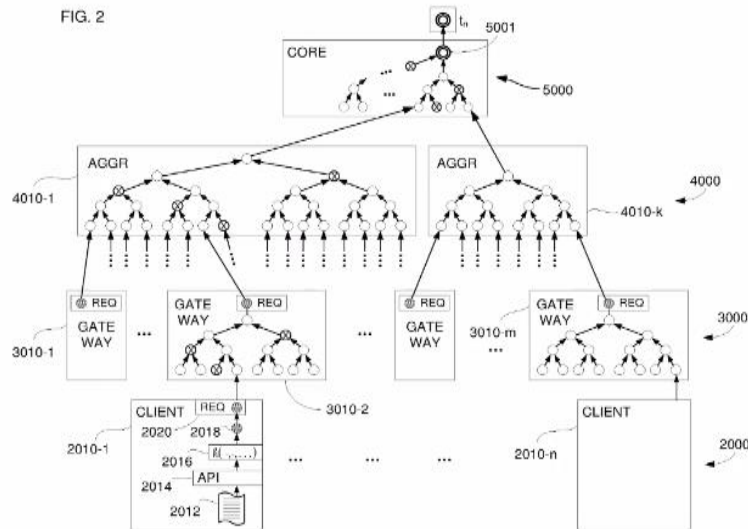 FIG. 2
tₙ
5001
CORE
5000
AGGR
AGGR
4010-1
4000
4010-k
REQ
REQ
REQ
REQ
GATE WAY
GATE WAY
GATE WAY
GATE WAY
3010-1
3010-m
3000
3010-2
CLIENT
REQ
CLIENT
2010-1
2020
2018
2010-n
2016
h( ..... )
2000
2014
API
2012